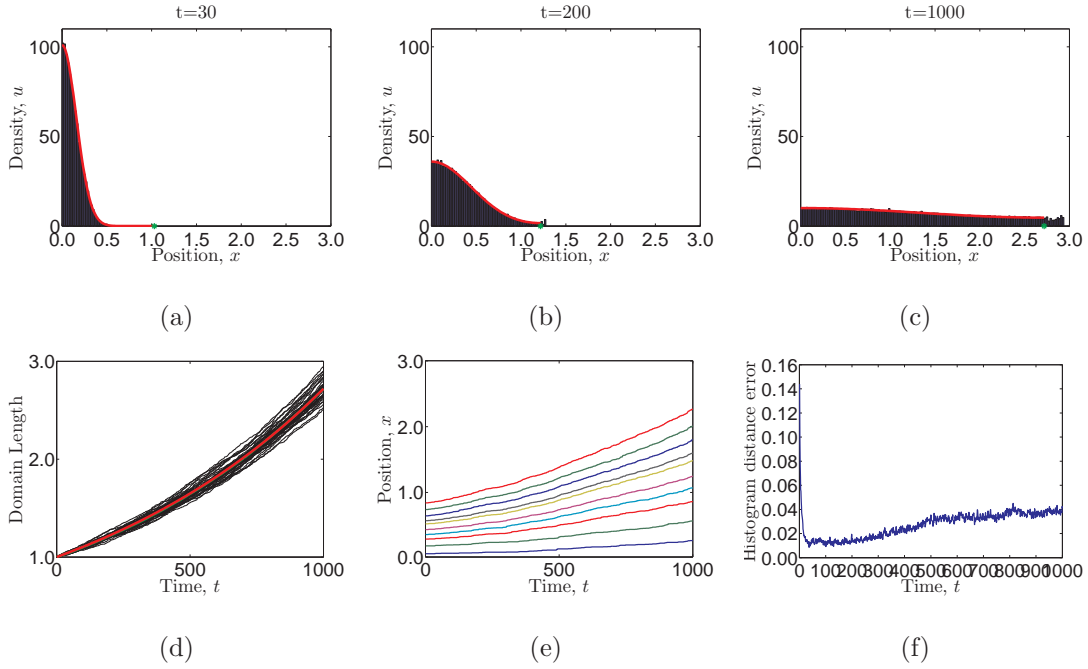 t=30
t=200
t=1000
Density, u
100
50
0
0.0 0.5 1.0 1.5 2.0 2.5 3.0
Position, x
Density, u
100
50
0
0.0 0.5 1.0 1.5 2.0 2.5 3.0
Position, x
Density, u
100
50
0
0.0 0.5 1.0 1.5 2.0 2.5 3.0
Position, x
(a)
(b)
(c)
Domain Length
3.0
2.0
1.0
0 500 1000
Time, t
Position, x
3.0
2.0
1.0
0.0
0 500 1000
Time, t
Histogram distance error
0.16
0.14
0.12
0.10
0.08
0.06
0.04
0.02
0.00
0 100 200 300 400 500 600 700 800 900 1000
Time, t
(d)
(e)
(f)